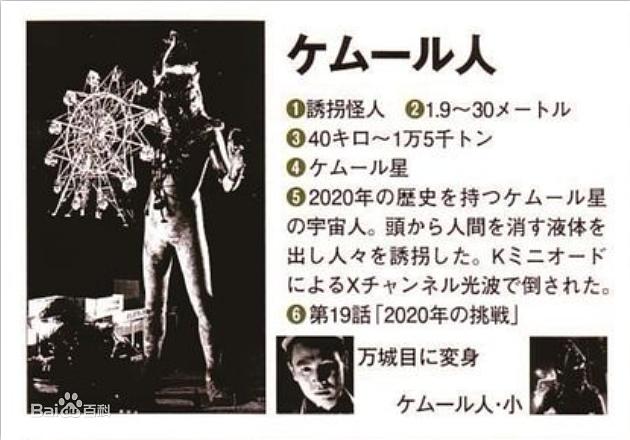 ケムール人
❶誘拐怪人 ❷1.9〜30メートル
❸40キロ〜1万5千トン
❹ケムール星
❺2020年の歴史を持つケムール星
の宇宙人。頭から人間を消す液体を
出し人々を誘拐した。Kミニオード
によるXチャンネル光波で倒された。
❻第19話「2020年の挑戦」
万城目に変身
ケムール人・小
Bai百科